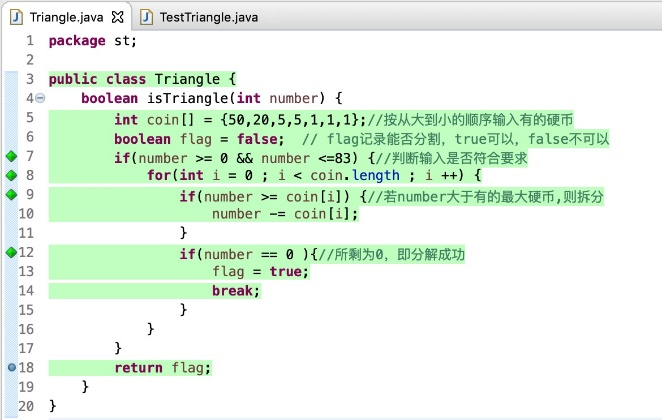 Triangle.java TestTriangle.java
1 package st;
2
3 public class Triangle {
4 boolean isTriangle(int number) {
5 int coin[] = {50,20,5,5,1,1,1};//按从大到小的顺序输入有的硬币
6 boolean flag = false; // flag记录能否分割，true可以，false不可以
7 if(number >= 0 && number <=83) {//判断输入是否符合要求
8 for(int i = 0 ; i < coin.length ; i ++) {
9 if(number >= coin[i]) {//若number大于有的最大硬币,则拆分
10 number -= coin[i];
11 }
12 if(number == 0 ){//所剩为0，即分解成功
13 flag = true;
14 break;
15 }
16 }
17 }
18 return flag;
19 }
20 }